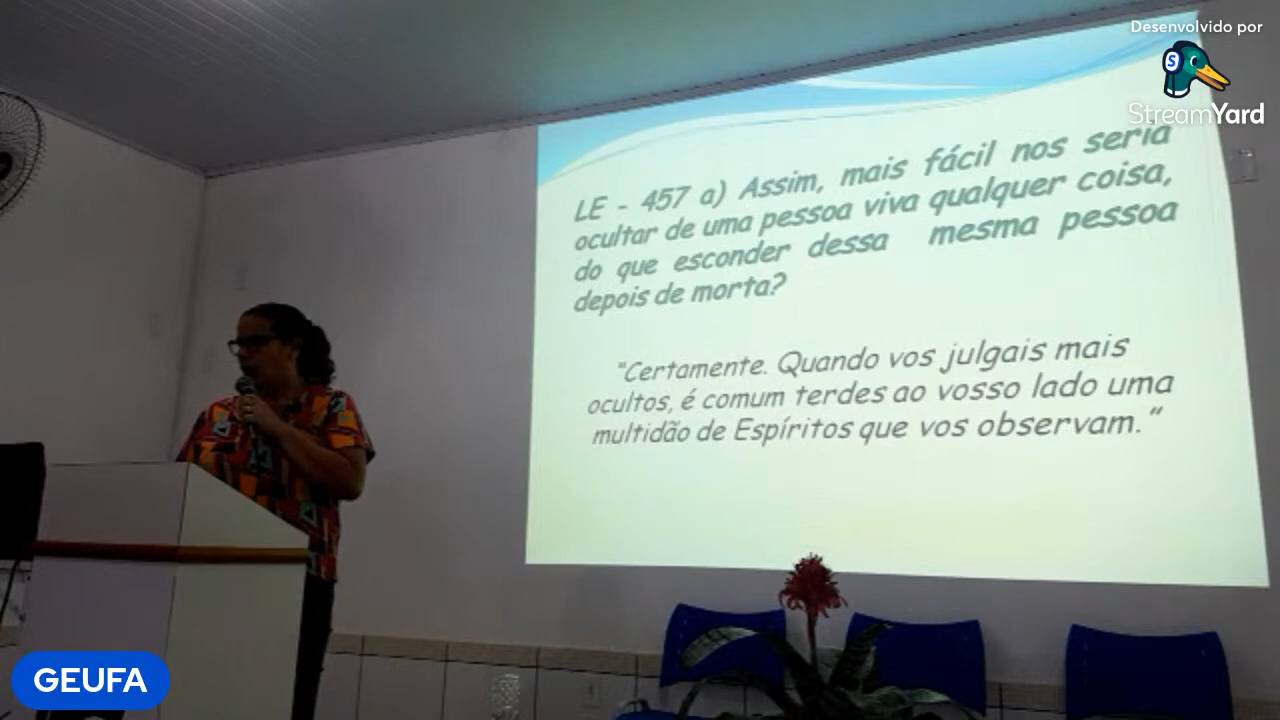 Desenvolvido por
StreamYard
LE - 457 a) Assim, mais fácil nos seria
ocultar de uma pessoa viva qualquer coisa,
do que esconder dessa mesma pessoa
depois de morta?
"Certamente. Quando vos julgais mais
ocultos, é comum terdes ao vosso lado uma
multidão de Espíritos que vos observam."
GEUFA